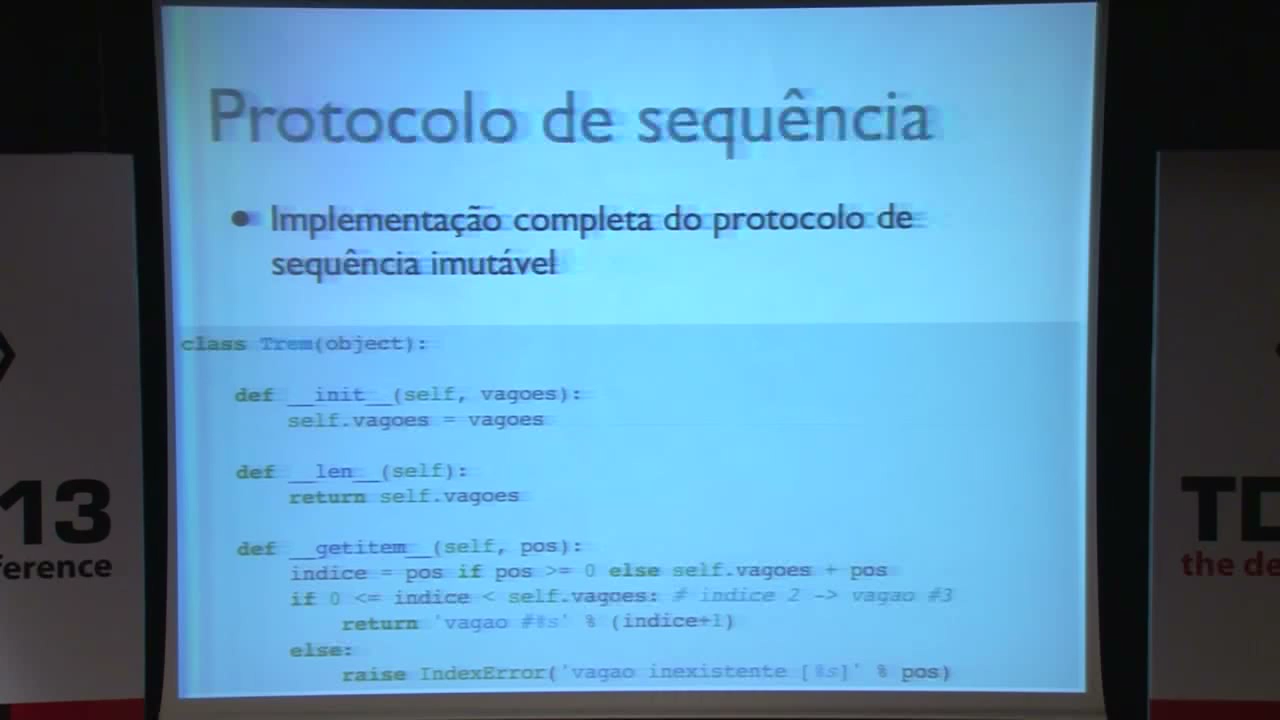 Protocolo de sequência
• Implementação completa do protocolo de
sequência imutável
class Trem(object):
def __init__(self, vagoes):
self.vagoes = vagoes
def __len__(self):
return self.vagoes
def __getitem__(self, pos):
indice = pos if pos >= 0 else self.vagoes + pos
if 0 <= indice < self.vagoes: # indice 2 -> vagao #3
return 'vagao #%s' % (indice+1)
else:
raise IndexError('vagao inexistente [%s]' % pos)
13
ference
TD
the de